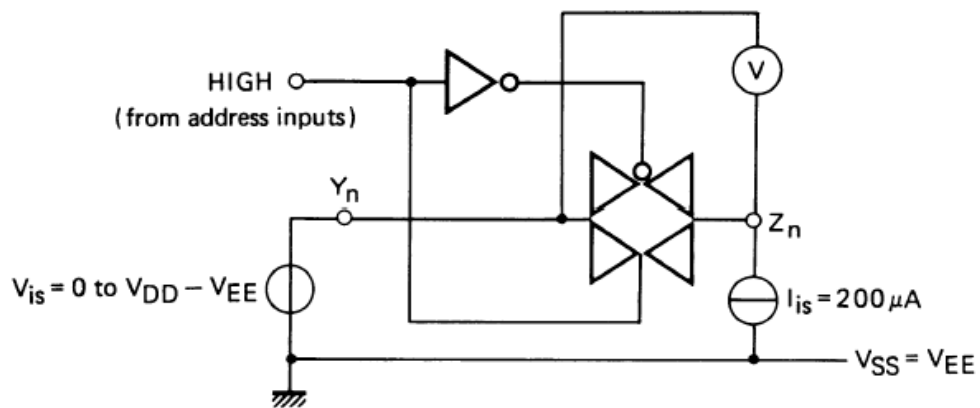 HIGH
(from address inputs)
V
Yn
Zn
Vis = 0 to VDD – VEE
Iis = 200 µA
VSS = VEE